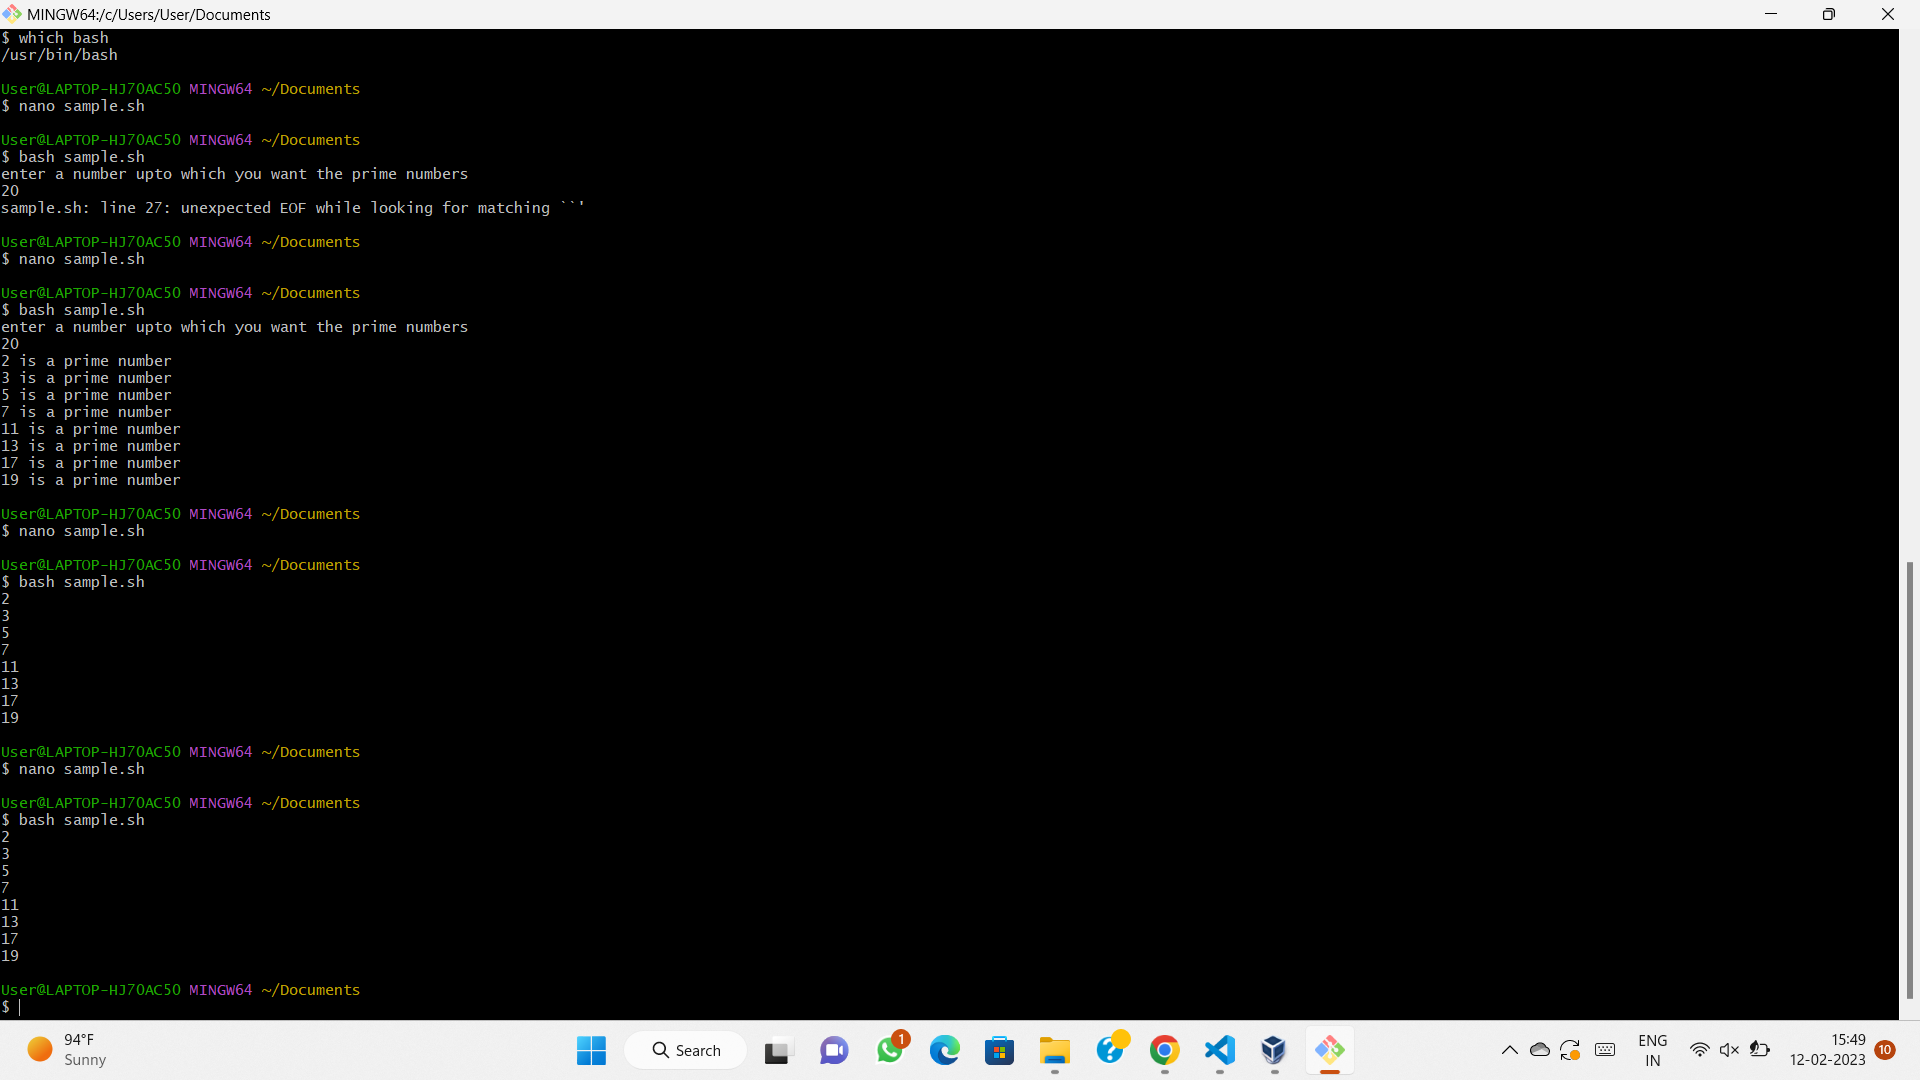 MINGW64:/c/Users/User/Documents
$ which bash
/usr/bin/bash
User@LAPTOP-HJ70AC50 MINGW64 ~/Documents
$ nano sample.sh
User@LAPTOP-HJ70AC50 MINGW64 ~/Documents
$ bash sample.sh
enter a number upto which you want the prime numbers
20
sample.sh: line 27: unexpected EOF while looking for matching ``'
User@LAPTOP-HJ70AC50 MINGW64 ~/Documents
$ nano sample.sh
User@LAPTOP-HJ70AC50 MINGW64 ~/Documents
$ bash sample.sh
enter a number upto which you want the prime numbers
20
2 is a prime number
3 is a prime number
5 is a prime number
7 is a prime number
11 is a prime number
13 is a prime number
17 is a prime number
19 is a prime number
User@LAPTOP-HJ70AC50 MINGW64 ~/Documents
$ nano sample.sh
User@LAPTOP-HJ70AC50 MINGW64 ~/Documents
$ bash sample.sh
2
3
5
7
11
13
17
19
User@LAPTOP-HJ70AC50 MINGW64 ~/Documents
$ nano sample.sh
User@LAPTOP-HJ70AC50 MINGW64 ~/Documents
$ bash sample.sh
2
3
5
7
11
13
17
19
User@LAPTOP-HJ70AC50 MINGW64 ~/Documents
$
94°F
Sunny
Search
1
ENG
IN
15:49
12-02-2023
10